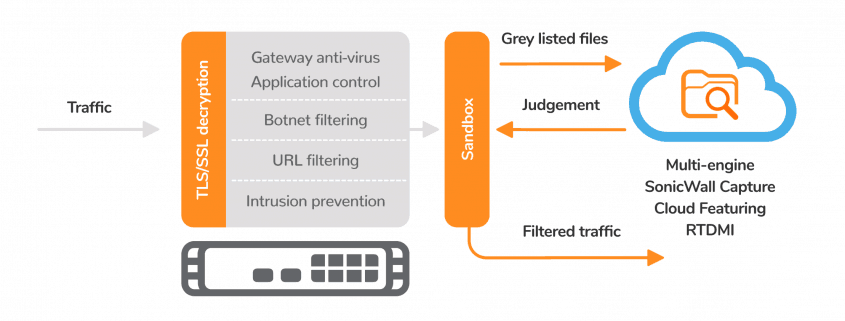 Traffic
TLS/SSL decryption
Gateway anti-virus
Application control
Botnet filtering
URL filtering
Intrusion prevention
Sandbox
Grey listed files
Judgement
Filtered traffic
Multi-engine
SonicWall Capture
Cloud Featuring
RTDMI